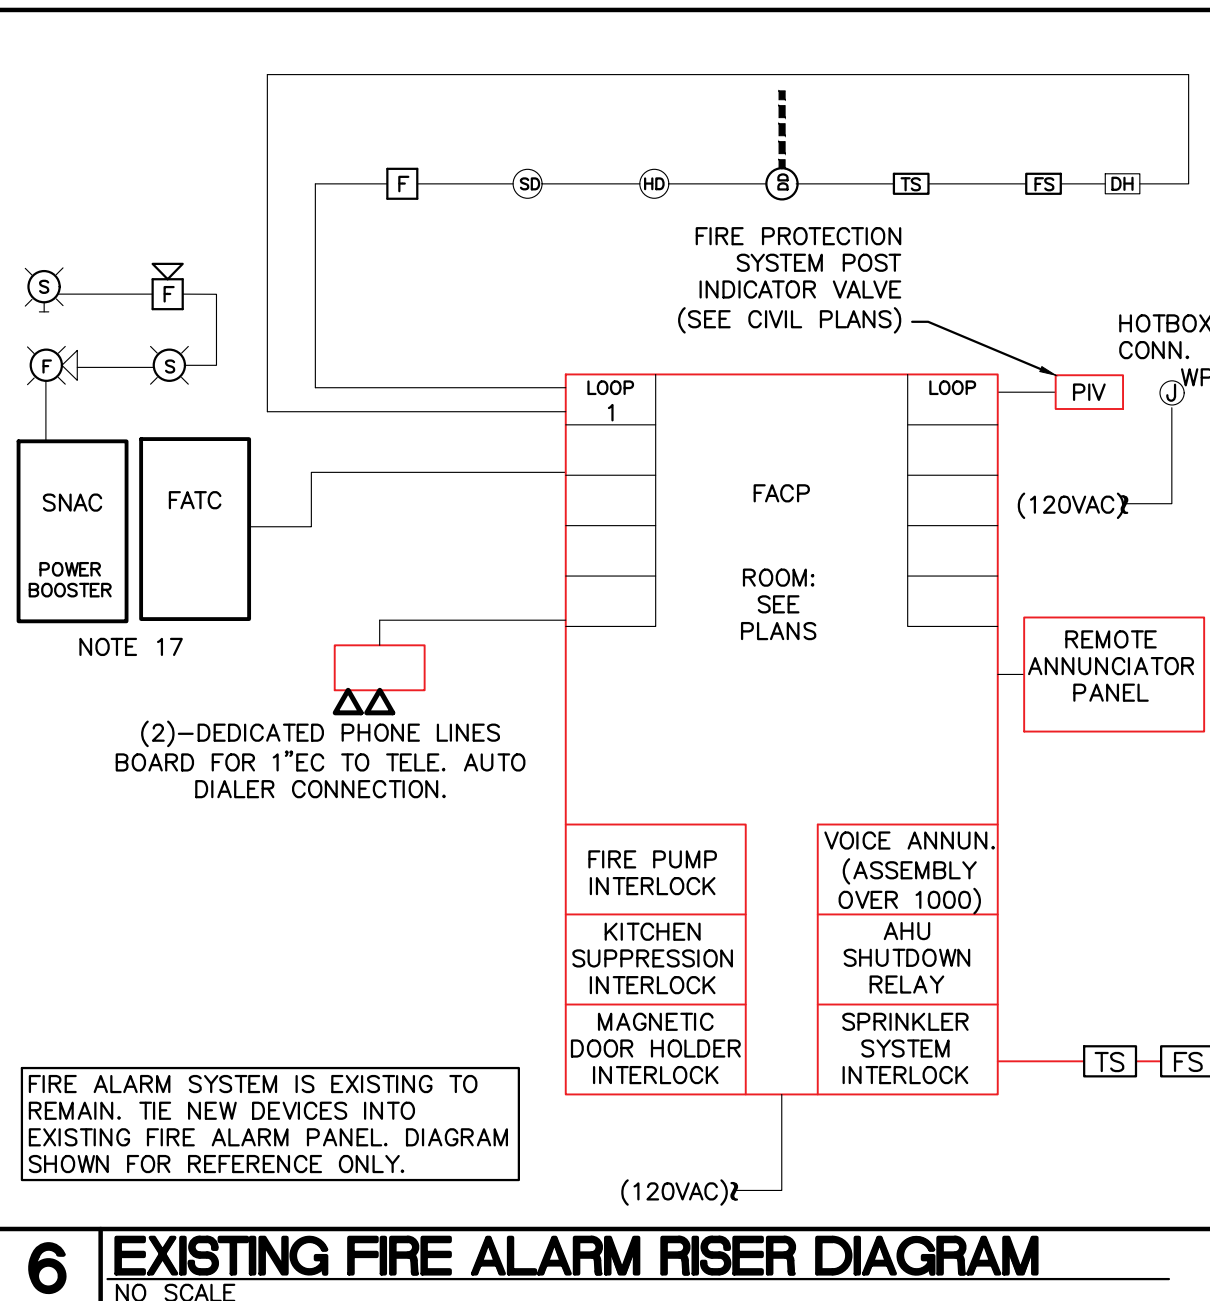 F SD HD DD TS FS DH
FIRE PROTECTION
SYSTEM POST
INDICATOR VALVE
(SEE CIVIL PLANS)
S F
F S
HOTBOX
CONN.
WP
J
PIV
LOOP
1
LOOP
SNAC
POWER
BOOSTER
FATC
NOTE 17
FACP
ROOM:
SEE
PLANS
(120VAC)
REMOTE
ANNUNCIATOR
PANEL
(2)-DEDICATED PHONE LINES
BOARD FOR 1"EC TO TELE. AUTO
DIALER CONNECTION.
FIRE PUMP
INTERLOCK
KITCHEN
SUPPRESSION
INTERLOCK
MAGNETIC
DOOR HOLDER
INTERLOCK
VOICE ANNUN.
(ASSEMBLY
OVER 1000)
AHU
SHUTDOWN
RELAY
SPRINKLER
SYSTEM
INTERLOCK
TS FS
FIRE ALARM SYSTEM IS EXISTING TO
REMAIN. TIE NEW DEVICES INTO
EXISTING FIRE ALARM PANEL. DIAGRAM
SHOWN FOR REFERENCE ONLY.
(120VAC)
6 EXISTING FIRE ALARM RISER DIAGRAM
NO SCALE